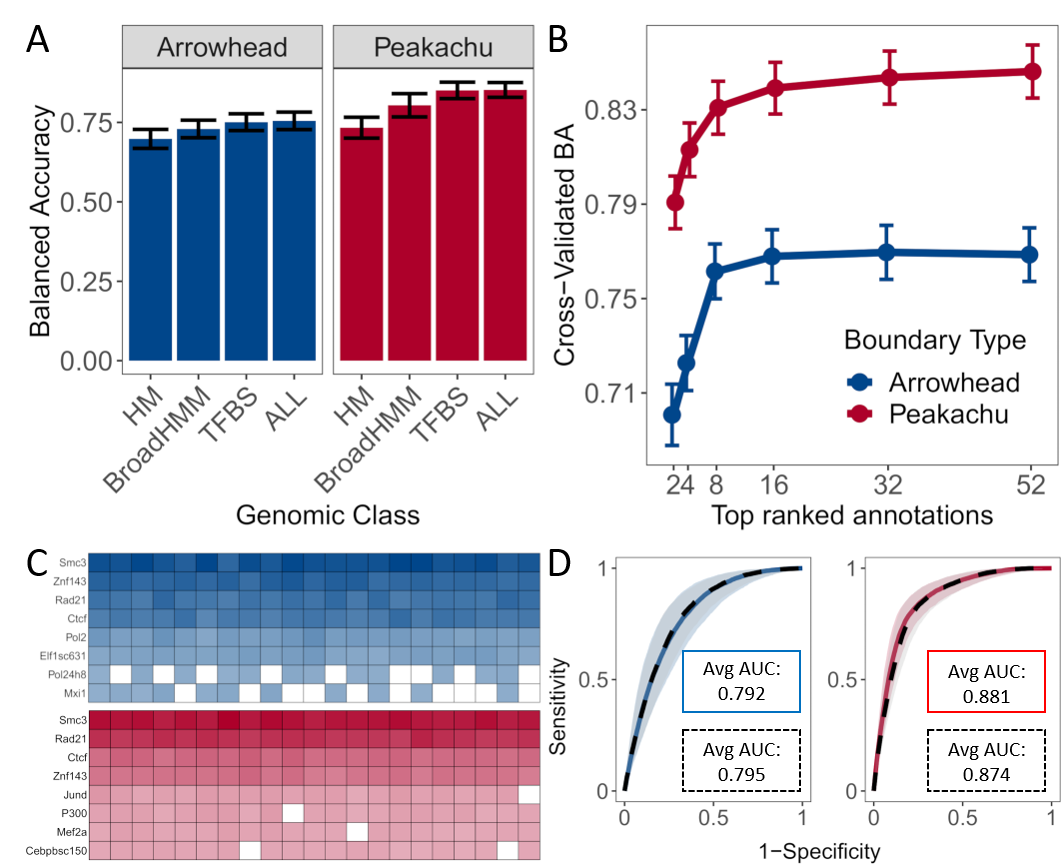 A
Arrowhead
Peakachu
Balanced Accuracy
0.75
0.50
0.25
0.00
HM
BroadHMM
TFBS
ALL
HM
BroadHMM
TFBS
ALL
Genomic Class
B
Cross−Validated BA
0.83
0.79
0.75
0.71
Boundary Type
Arrowhead
Peakachu
2 4 8 16 32 52
Top ranked annotations
C
Smc3
Znf143
Rad21
Ctcf
Pol2
Elf1sc631
Pol24h8
Mxi1
Smc3
Rad21
Ctcf
Znf143
Jund
P300
Mef2a
Cebpbsc150
D
Sensitivity
1
0.5
0
Avg AUC:
0.792
Avg AUC:
0.795
0 0.5 1
1
0.5
0
Avg AUC:
0.881
Avg AUC:
0.874
0 0.5 1
1−Specificity